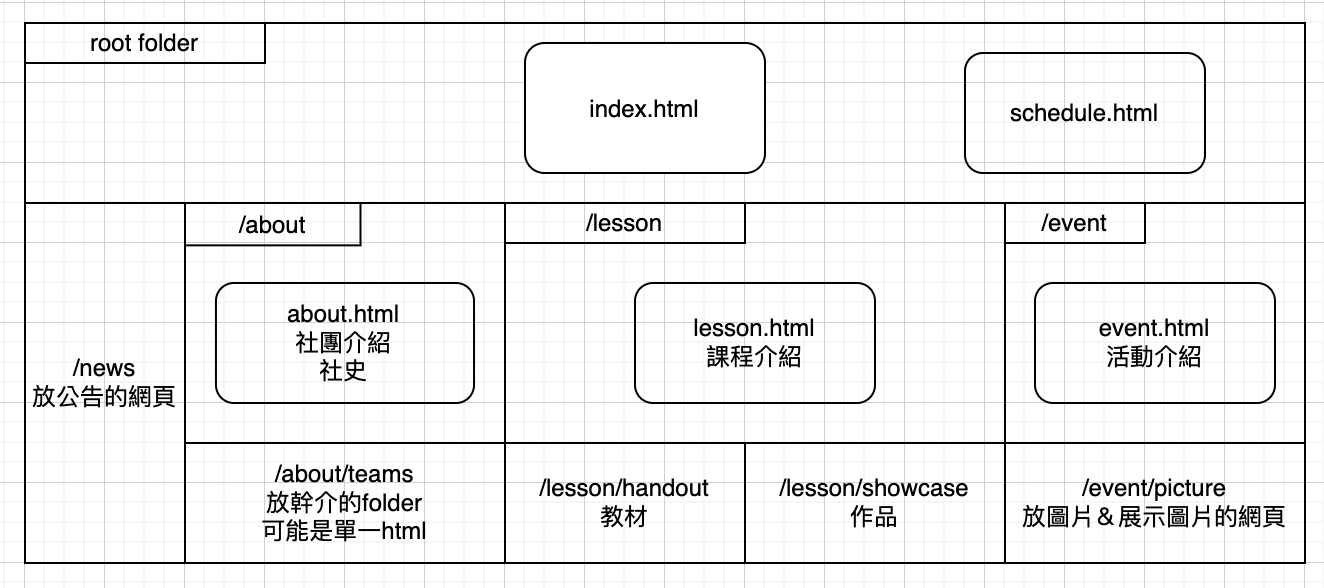 root folder
index.html
schedule.html
/about
/lesson
/event
/news
放公告的網頁
about.html
社團介紹
社史
lesson.html
課程介紹
event.html
活動介紹
/about/teams
放幹介的folder
可能是單一html
/lesson/handout
教材
/lesson/showcase
作品
/event/picture
放圖片＆展示圖片的網頁